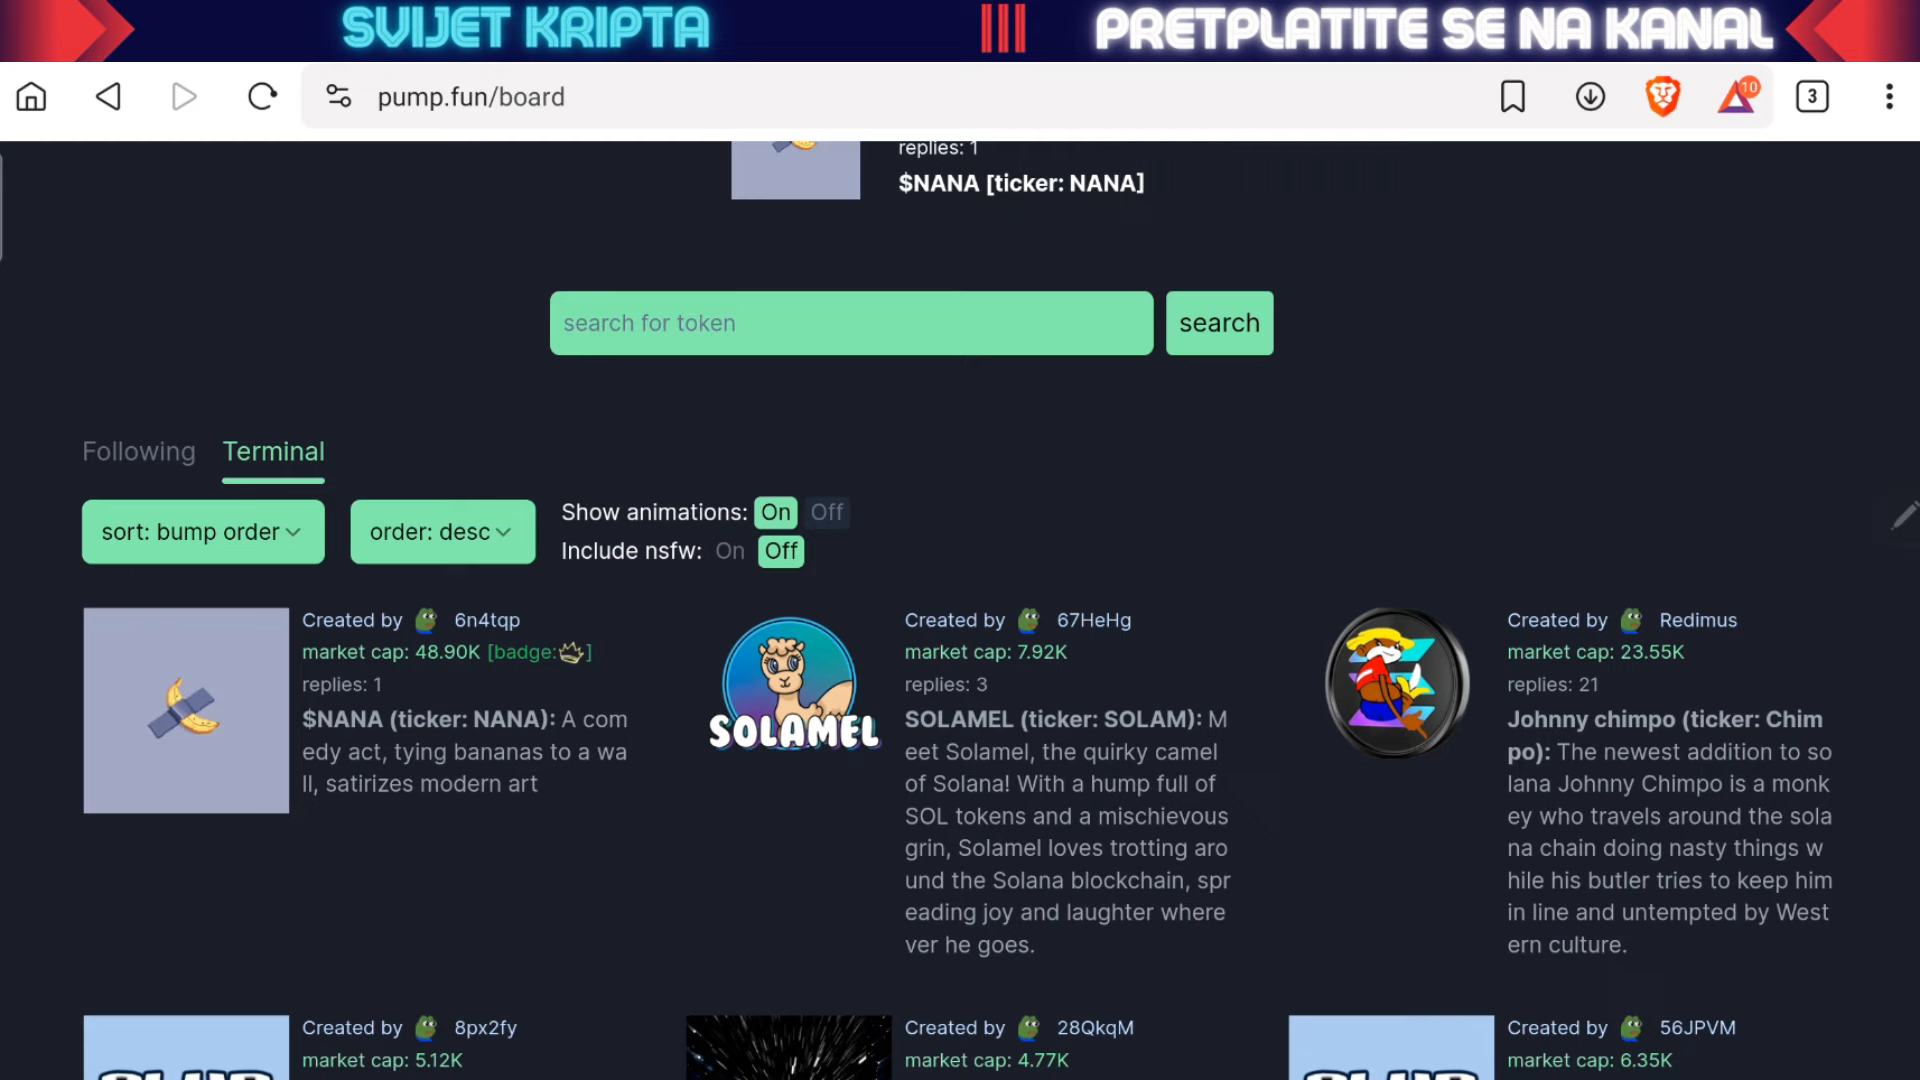 SVIJET KRIPTA
PRETPLATITE SE NA KANAL
pump.fun/board
10
3
replies: 1
$NANA [ticker: NANA]
search for token
search
Following
Terminal
sort: bump order
order: desc
Show animations: On Off
Include nsfw: On Off
Created by 6n4tqp
market cap: 48.90K [badge: ]
replies: 1
$NANA (ticker: NANA): A com
edy act, tying bananas to a wa
ll, satirizes modern art
SOLAMEL
Created by 67HeHg
market cap: 7.92K
replies: 3
SOLAMEL (ticker: SOLAM): M
eet Solamel, the quirky camel
of Solana! With a hump full of
SOL tokens and a mischievous
grin, Solamel loves trotting aro
und the Solana blockchain, spr
eading joy and laughter where
ver he goes.
Created by Redimus
market cap: 23.55K
replies: 21
Johnny chimpo (ticker: Chim
po): The newest addition to so
lana Johnny Chimpo is a monk
ey who travels around the sola
na chain doing nasty things w
hile his butler tries to keep him
in line and untempted by West
ern culture.
Created by 8px2fy
market cap: 5.12K
Created by 28QkqM
market cap: 4.77K
Created by 56JPVM
market cap: 6.35K